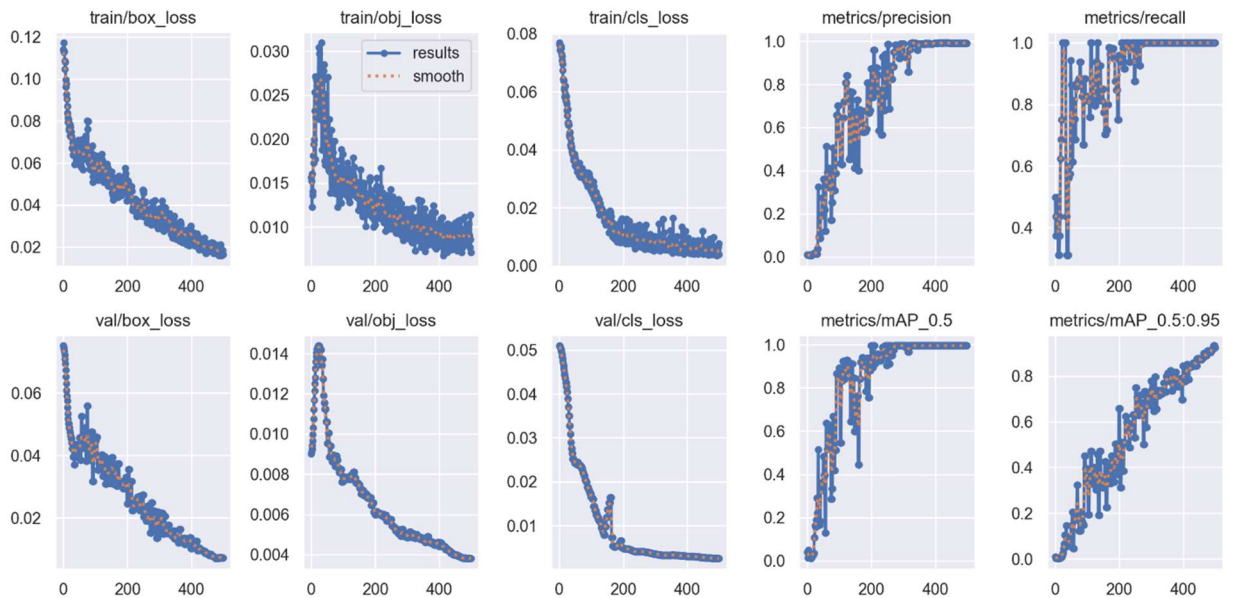 train/box_loss
train/obj_loss
train/cls_loss
metrics/precision
metrics/recall
0.12
0.10
0.08
0.06
0.04
0.02
0 200 400
results
smooth
0.030
0.025
0.020
0.015
0.010
0 200 400
0.08
0.06
0.04
0.02
0.00
0 200 400
1.0
0.8
0.6
0.4
0.2
0.0
0 200 400
1.0
0.8
0.6
0.4
0 200 400
val/box_loss
val/obj_loss
val/cls_loss
metrics/mAP_0.5
metrics/mAP_0.5:0.95
0.06
0.04
0.02
0 200 400
0.014
0.012
0.010
0.008
0.006
0.004
0 200 400
0.05
0.04
0.03
0.02
0.01
0 200 400
1.0
0.8
0.6
0.4
0.2
0.0
0 200 400
0.8
0.6
0.4
0.2
0.0
0 200 400